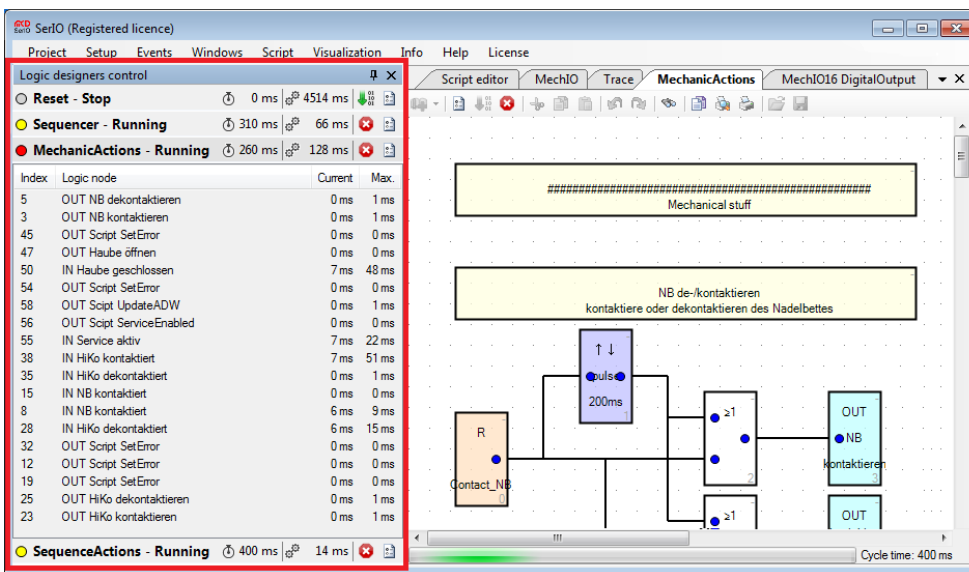 SerIO (Registered licence)
Project Setup Events Windows Script Visualization Info Help License
Logic designers control
Reset - Stop 0 ms 4514 ms
Sequencer - Running 310 ms 66 ms
MechanicActions - Running 260 ms 128 ms
Index Logic node Current Max.
5 OUT NB dekontaktieren 0 ms 1 ms
3 OUT NB kontaktieren 0 ms 1 ms
45 OUT Script SetError 0 ms 0 ms
47 OUT Haube öffnen 0 ms 0 ms
50 IN Haube geschlossen 7 ms 48 ms
54 OUT Script SetError 0 ms 0 ms
58 OUT Scipt UpdateADW 0 ms 1 ms
56 OUT Scipt ServiceEnabled 0 ms 0 ms
55 IN Service aktiv 7 ms 22 ms
38 IN HiKo kontaktiert 7 ms 51 ms
35 IN HiKo dekontaktiert 0 ms 1 ms
15 IN NB kontaktiert 0 ms 0 ms
8 IN NB kontaktiert 6 ms 9 ms
28 IN HiKo dekontaktiert 6 ms 15 ms
32 OUT Script SetError 0 ms 0 ms
12 OUT Script SetError 0 ms 0 ms
19 OUT Script SetError 0 ms 0 ms
25 OUT HiKo dekontaktieren 0 ms 1 ms
23 OUT HiKo kontaktieren 0 ms 1 ms
SequenceActions - Running 400 ms 14 ms
Script editor MechIO Trace MechanicActions MechIO16 DigitalOutput
Mechanical stuff
NB de-/kontaktieren
kontaktiere oder dekontaktieren des Nadelbettes
↑ ↓
pulse
200ms
1
R
Contact_NB
0
≥1
2
OUT
NB
kontaktieren
3
≥1
OUT
Cycle time: 400 ms